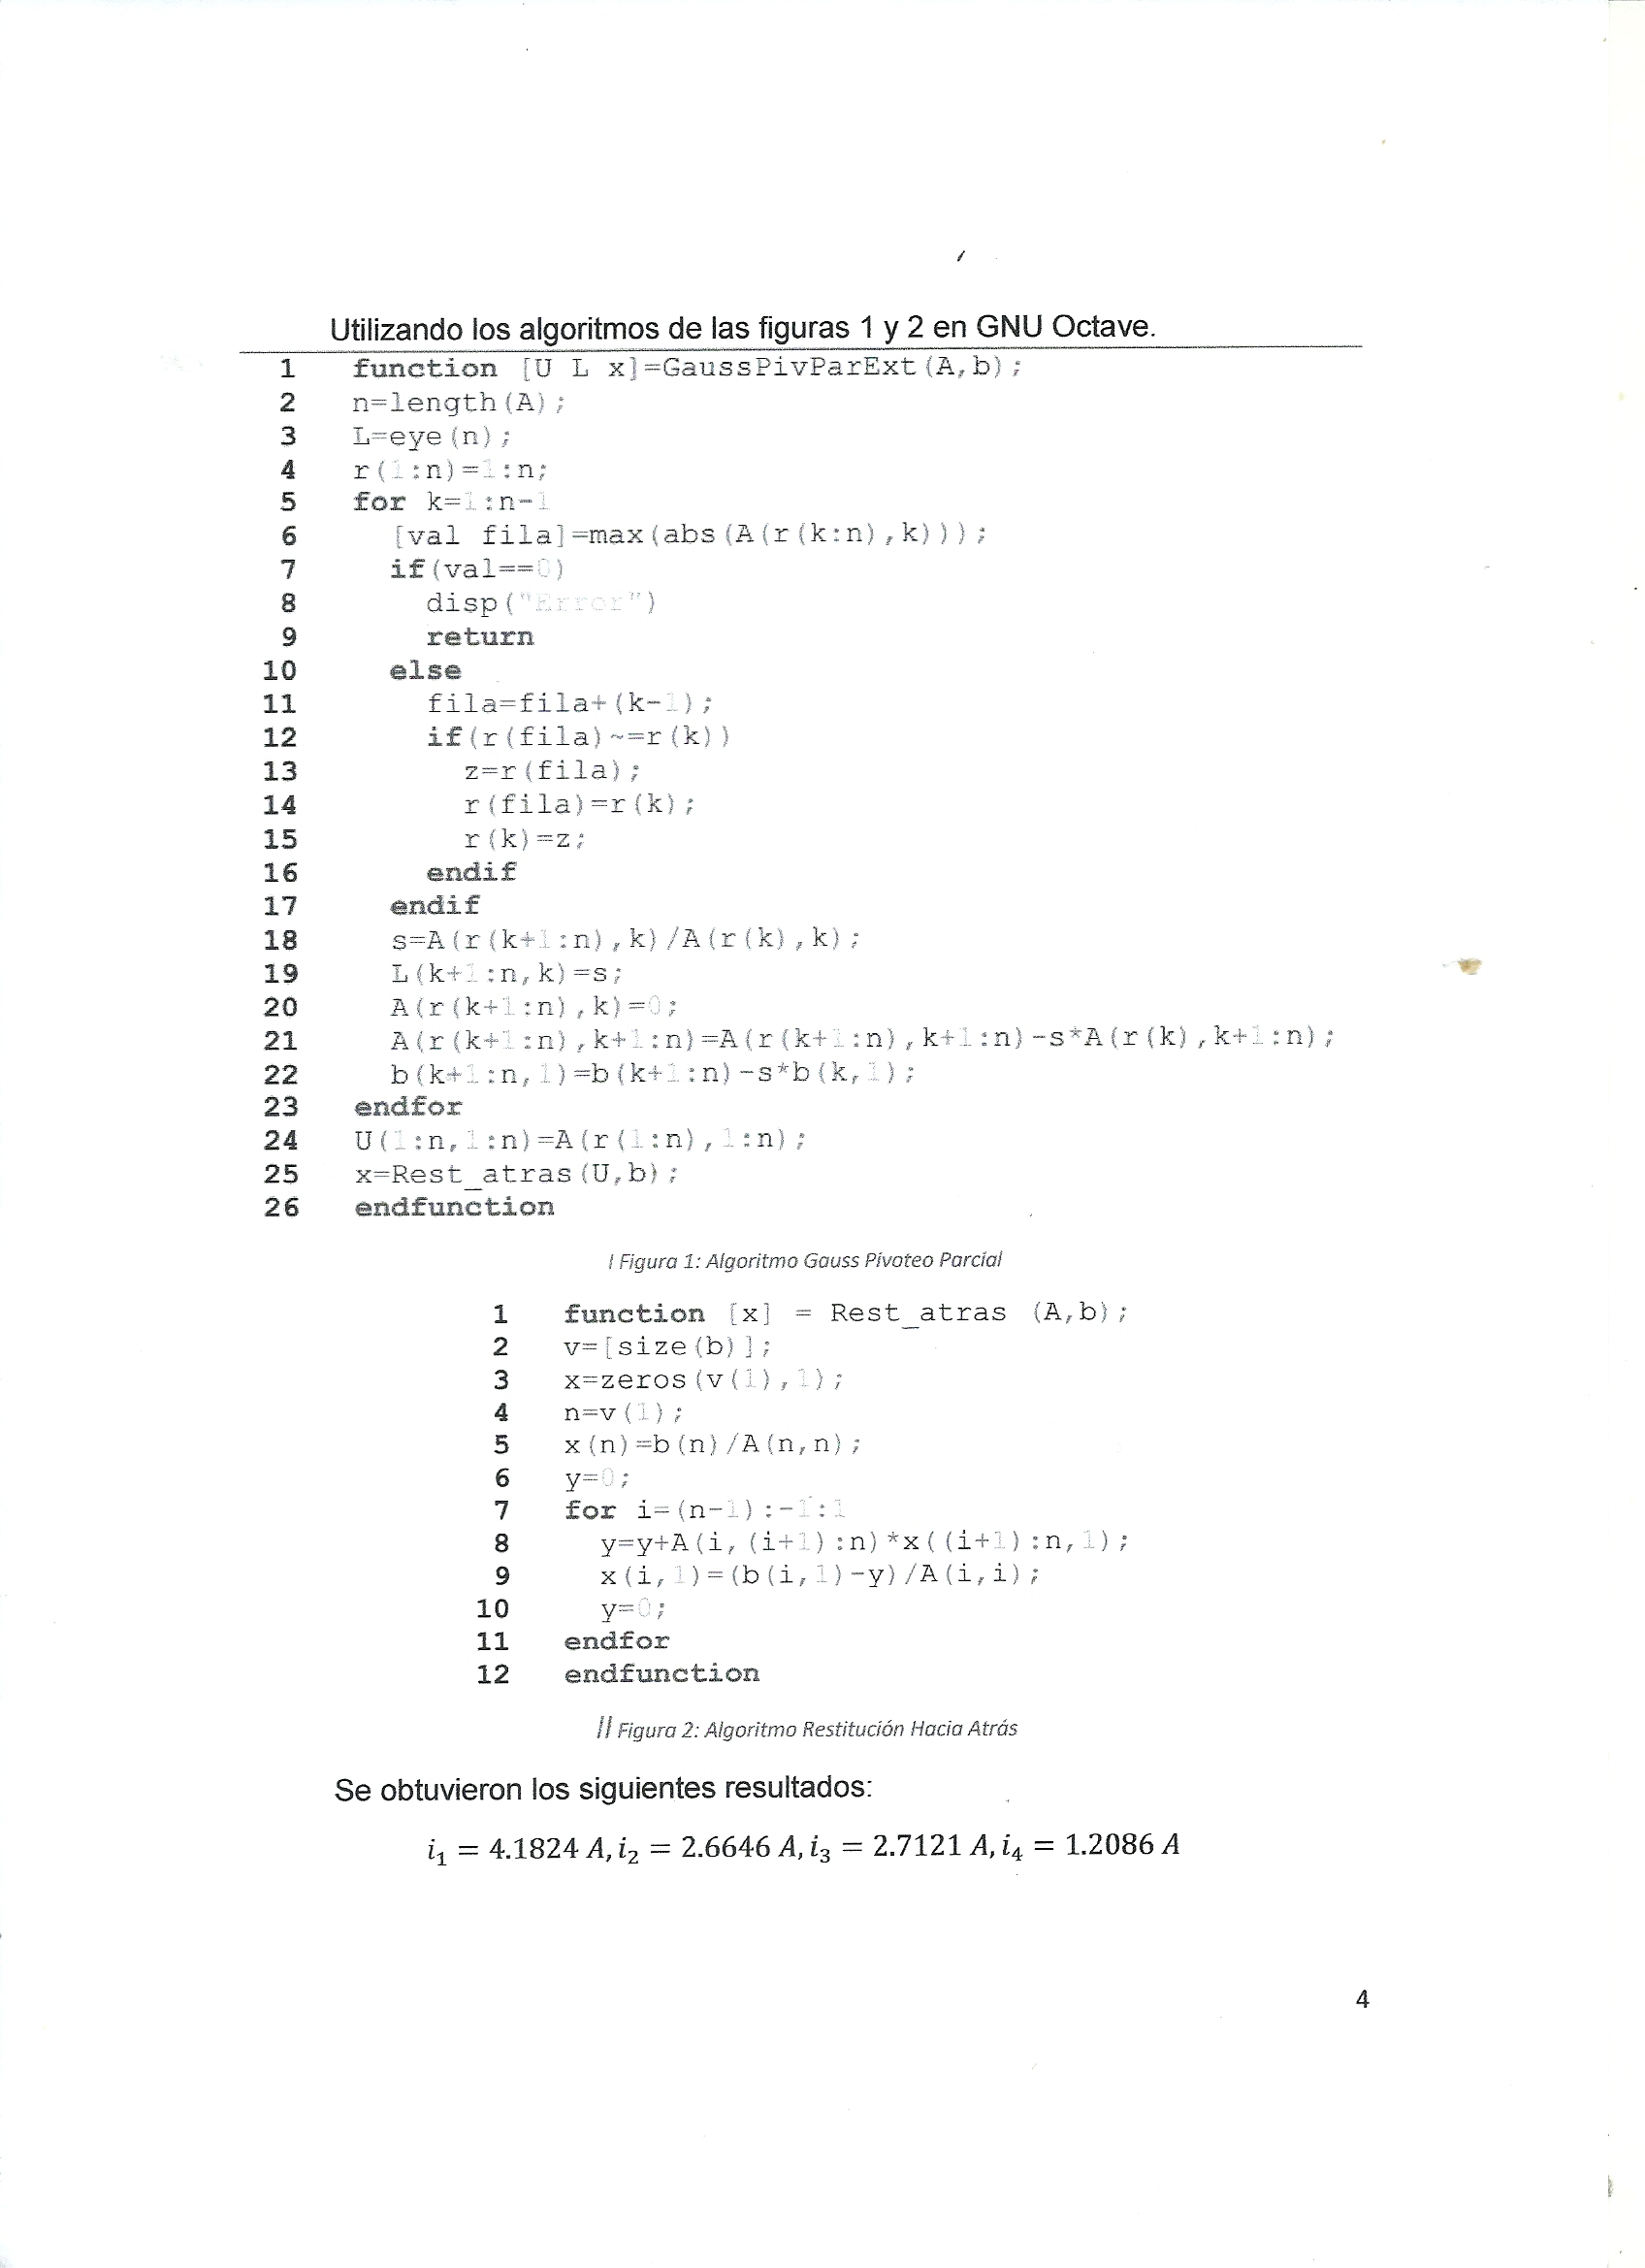 Utilizando los algoritmos de las figuras 1 y 2 en GNU Octave.
1 function [U L x]=GaussPivParExt(A,b);
2 n=length(A);
3 L=eye(n);
4 r(1:n)=1:n;
5 for k=1:n-1
6 [val fila]=max(abs(A(r(k:n),k)));
7 if(val==0)
8 disp("Error")
9 return
10 else
11 fila=fila+(k-1);
12 if(r(fila)~=r(k))
13 z=r(fila);
14 r(fila)=r(k);
15 r(k)=z;
16 endif
17 endif
18 s=A(r(k+1:n),k)/A(r(k),k);
19 L(k+1:n,k)=s;
20 A(r(k+1:n),k)=0;
21 A(r(k+1:n),k+1:n)=A(r(k+1:n),k+1:n)-s*A(r(k),k+1:n);
22 b(k+1:n,1)=b(k+1:n)-s*b(k,1);
23 endfor
24 U(1:n,1:n)=A(r(1:n),1:n);
25 x=Rest_atras(U,b);
26 endfunction
I Figura 1: Algoritmo Gauss Pivoteo Parcial
1 function [x] = Rest_atras (A,b);
2 v=[size(b)];
3 x=zeros(v(1),1);
4 n=v(1);
5 x(n)=b(n)/A(n,n);
6 y=0;
7 for i=(n-1):-1:1
8 y=y+A(i,(i+1):n)*x((i+1):n,1);
9 x(i,1)=(b(i,1)-y)/A(i,i);
10 y=0;
11 endfor
12 endfunction
II Figura 2: Algoritmo Restitución Hacia Atrás
Se obtuvieron los siguientes resultados:
i₁ = 4.1824 A, i₂ = 2.6646 A, i₃ = 2.7121 A, i₄ = 1.2086 A
4